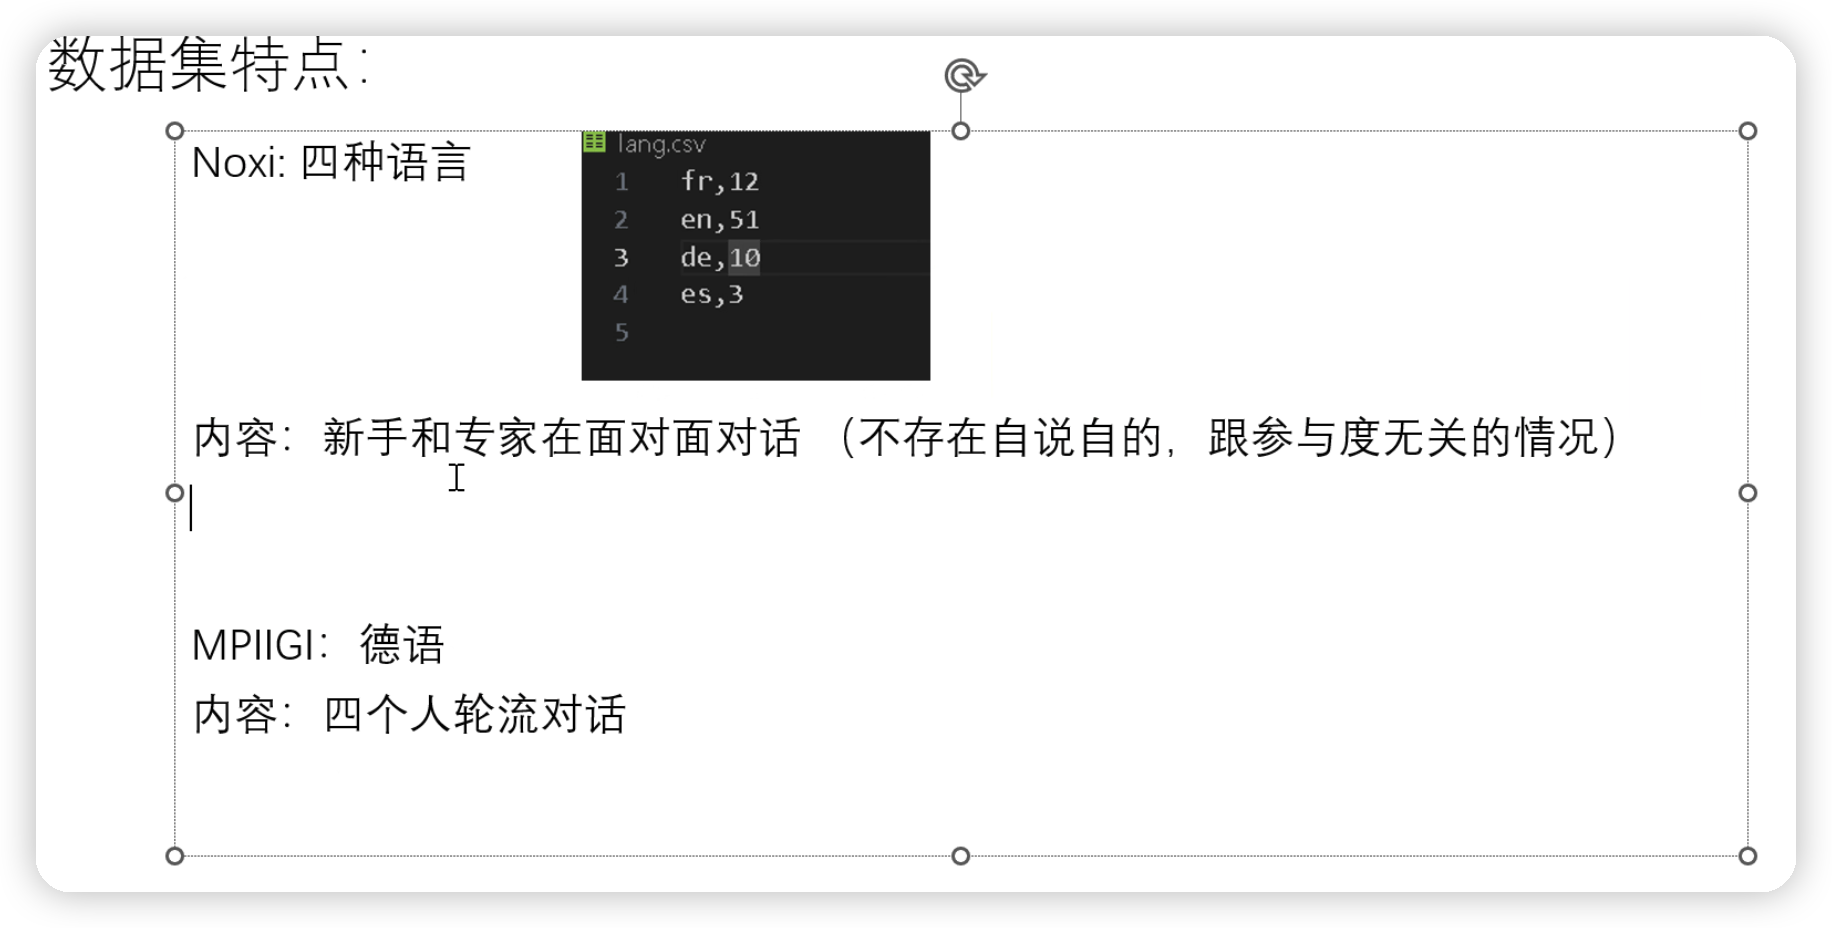 数据集特点：
Noxi: 四种语言
lang.csv
1 fr,12
2 en,51
3 de,10
4 es,3
5
内容：新手和专家在面对面对话 （不存在自说自的，跟参与度无关的情况）
MPIIGI：德语
内容：四个人轮流对话